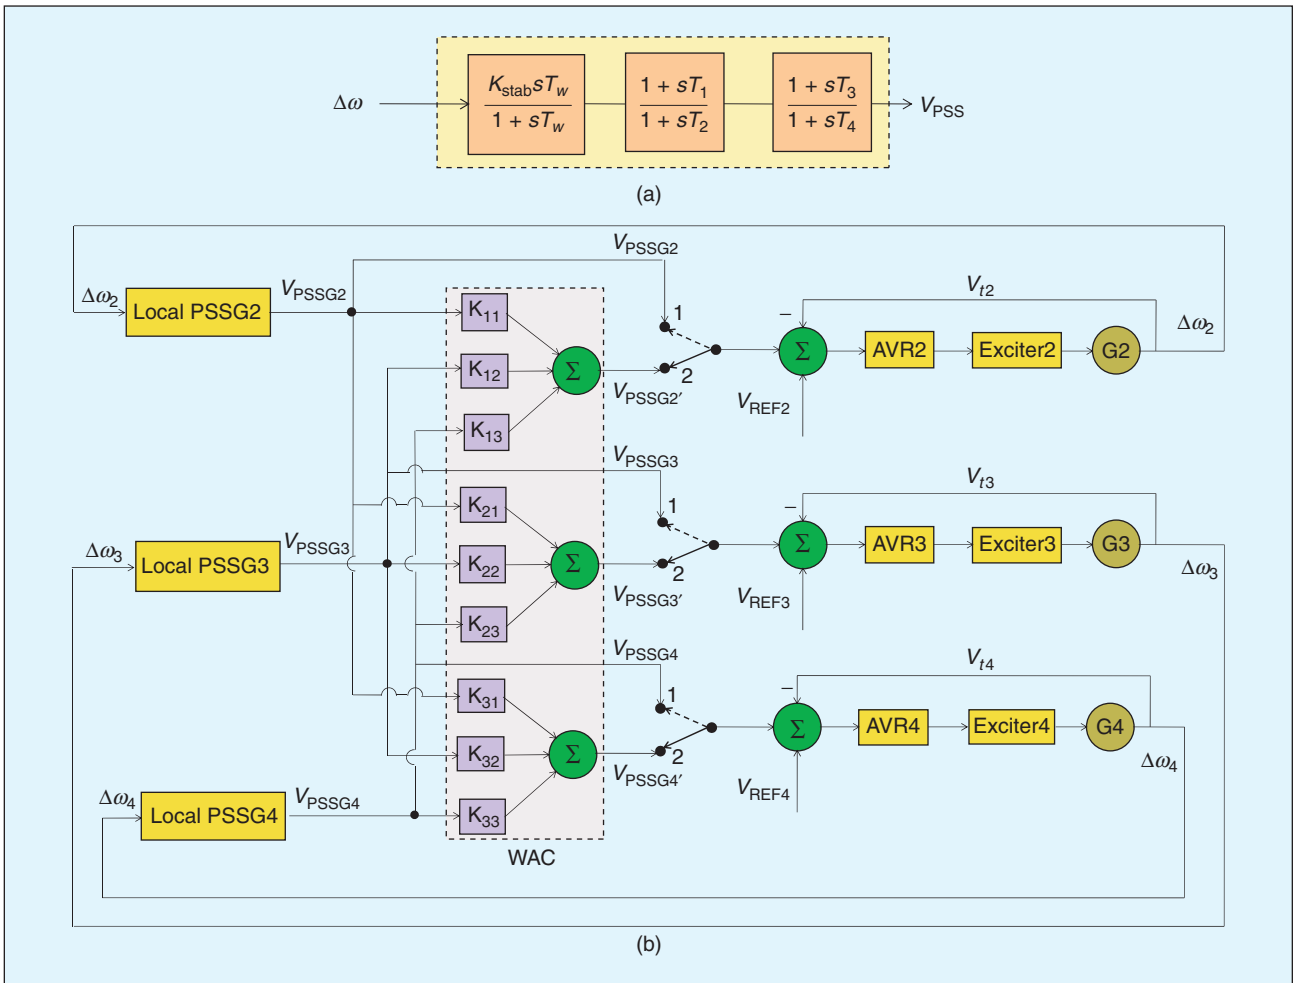 Δω
K_stab sT_w
1 + sT_w
1 + sT_1
1 + sT_2
1 + sT_3
1 + sT_4
V_PSS
(a)
V_PSSG2
Δω_2
Local PSSG2
V_PSSG2
K_11
K_12
K_13
Σ
V_PSSG2′
1
2
−
Σ
V_REF2
V_t2
AVR2
Exciter2
G2
Δω_2
V_PSSG3
Δω_3
Local PSSG3
V_PSSG3
K_21
K_22
K_23
Σ
V_PSSG3′
1
2
−
Σ
V_REF3
V_t3
AVR3
Exciter3
G3
Δω_3
V_PSSG4
Δω_4
Local PSSG4
V_PSSG4
K_31
K_32
K_33
Σ
V_PSSG4′
1
2
−
Σ
V_REF4
V_t4
AVR4
Exciter4
G4
Δω_4
WAC
(b)